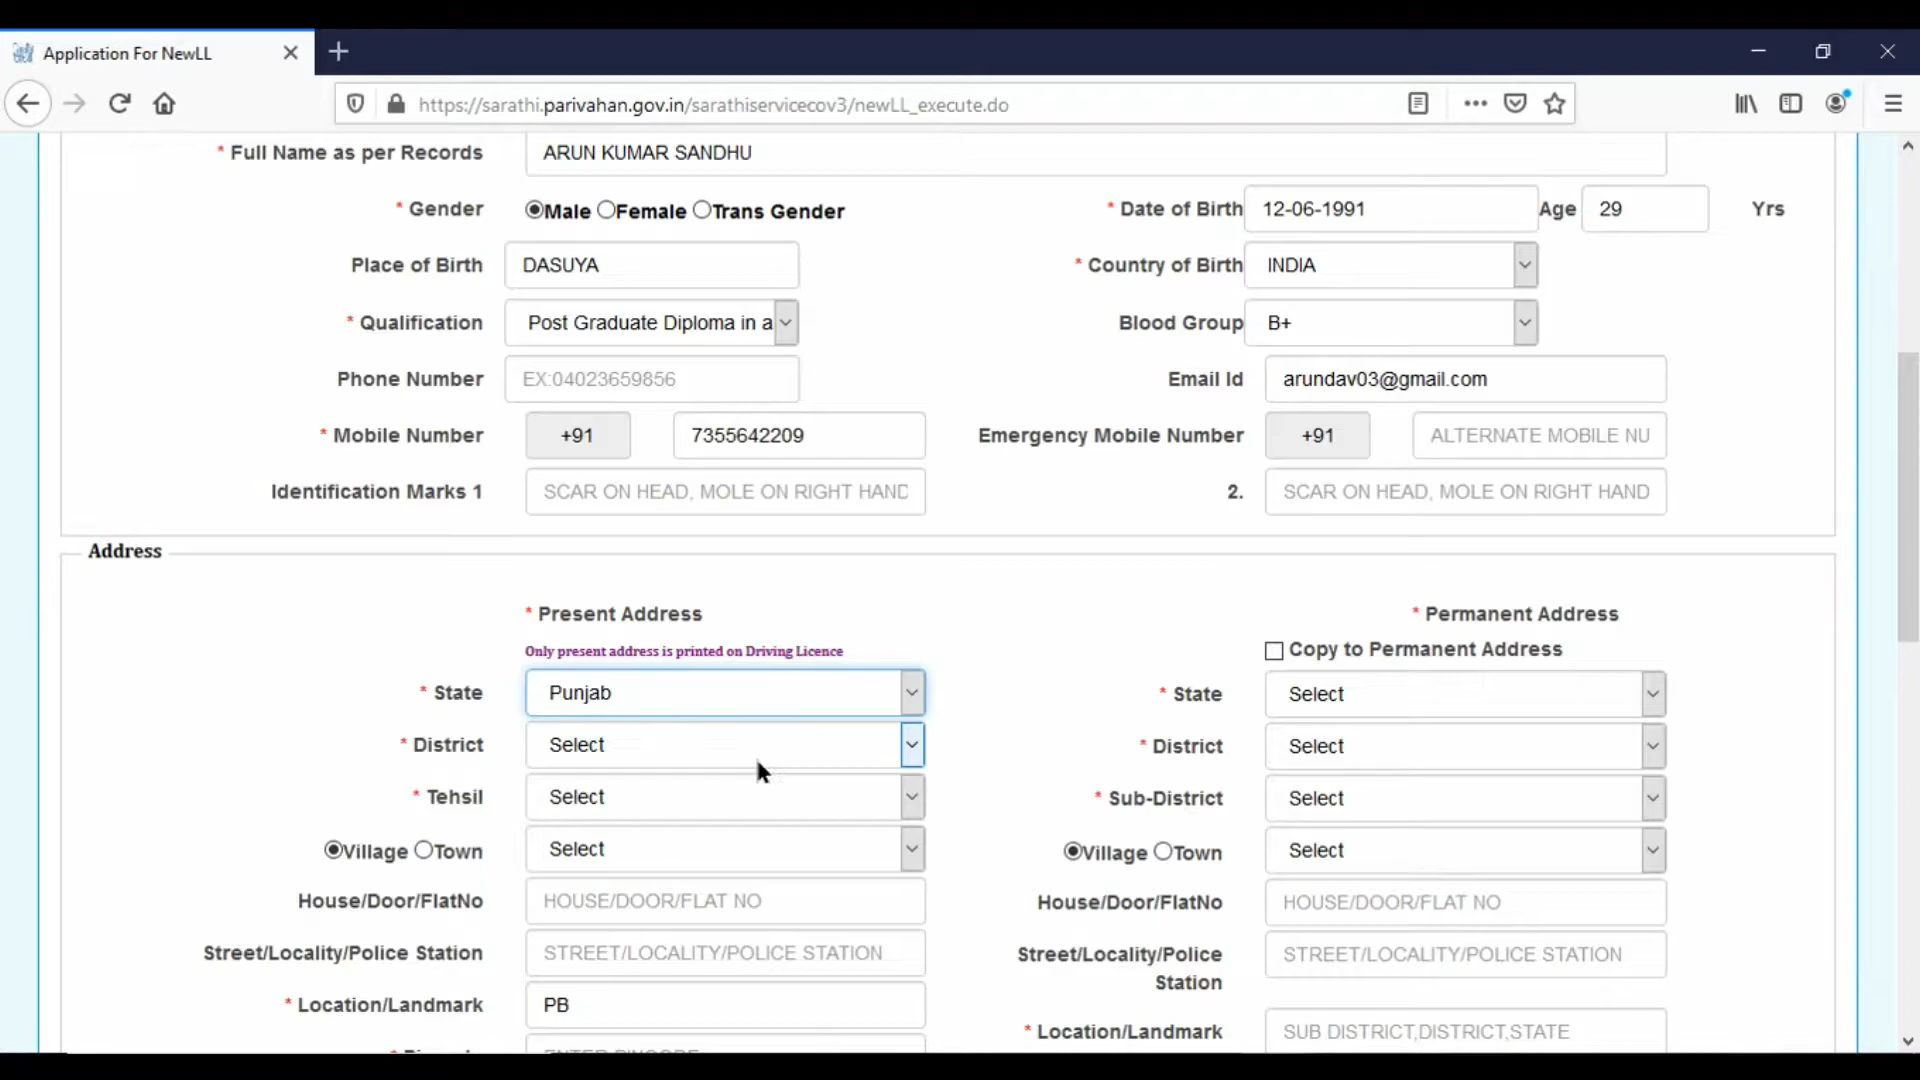 Application For NewLL
https://sarathi.parivahan.gov.in/sarathiservicecov3/newLL_execute.do
* Full Name as per Records ARUN KUMAR SANDHU
* Gender Male Female Trans Gender * Date of Birth 12-06-1991 Age 29 Yrs
Place of Birth DASUYA * Country of Birth INDIA
* Qualification Post Graduate Diploma in a Blood Group B+
Phone Number EX:04023659856 Email Id arundav03@gmail.com
* Mobile Number +91 7355642209 Emergency Mobile Number +91 ALTERNATE MOBILE NU
Identification Marks 1 SCAR ON HEAD, MOLE ON RIGHT HAND 2. SCAR ON HEAD, MOLE ON RIGHT HAND
Address
* Present Address * Permanent Address
Only present address is printed on Driving Licence Copy to Permanent Address
* State Punjab * State Select
* District Select * District Select
* Tehsil Select * Sub-District Select
Village Town Select Village Town Select
House/Door/FlatNo HOUSE/DOOR/FLAT NO House/Door/FlatNo HOUSE/DOOR/FLAT NO
Street/Locality/Police Station STREET/LOCALITY/POLICE STATION Street/Locality/Police STREET/LOCALITY/POLICE STATION
Station
* Location/Landmark PB * Location/Landmark SUB DISTRICT,DISTRICT,STATE